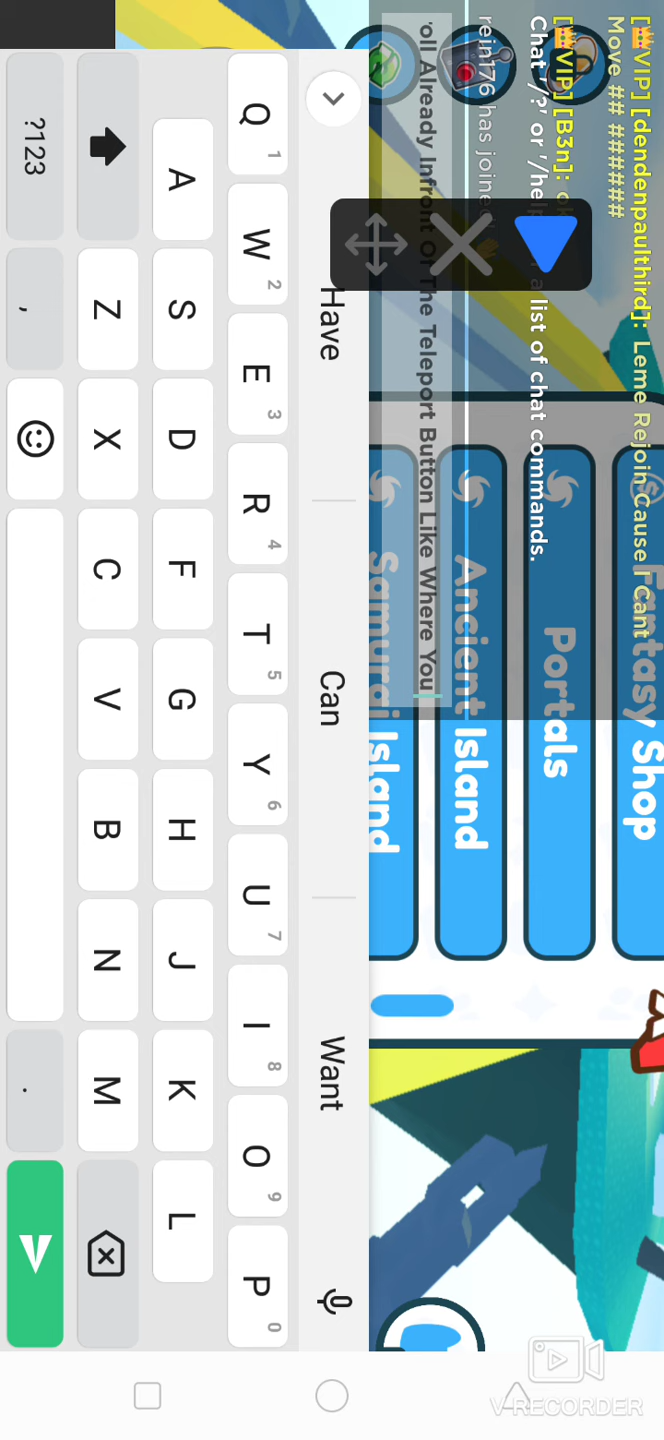 [👑VIP] [dendenpaulthird]: Leme Rejoin Cause I Cant
Move ## ######
[👑VIP] [B3n]:
Chat '/?' or '/help' a list of chat commands.
rein176 has joined
'oll Already Infront Of The Teleport Button Like Where You
Fantasy Shop
Portals
Ancient Island
Samurai Island
Have Can Want
Q 1 W 2 E 3 R 4 T 5 Y 6 U 7 I 8 O 9 P 0
A S D F G H J K L
Z X C V B N M
?123 , .
V RECORDER